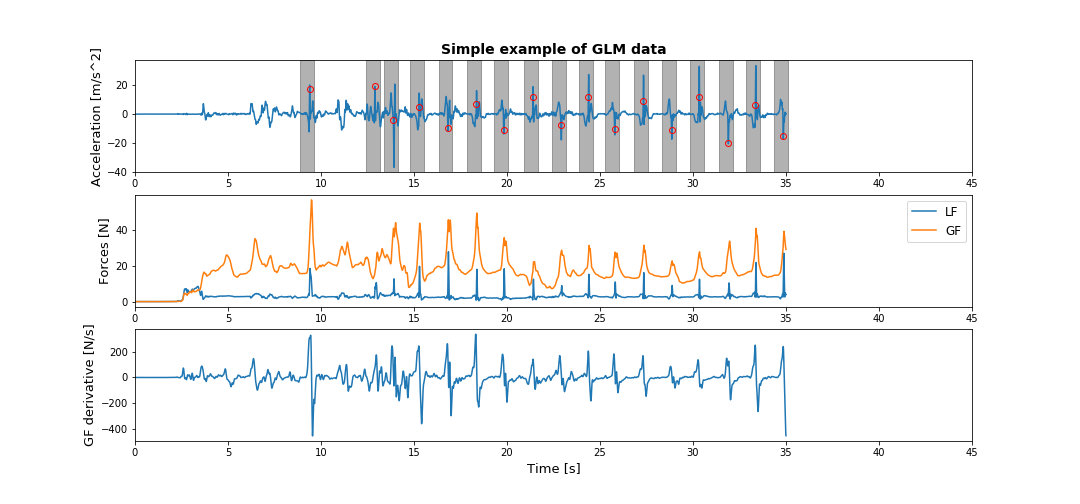 Simple example of GLM data
Acceleration [m/s^2]
20
0
−20
−40
0 5 10 15 20 25 30 35 40 45
Forces [N]
40
20
0
LF
GF
0 5 10 15 20 25 30 35 40 45
GF derivative [N/s]
200
0
−200
−400
0 5 10 15 20 25 30 35 40 45
Time [s]